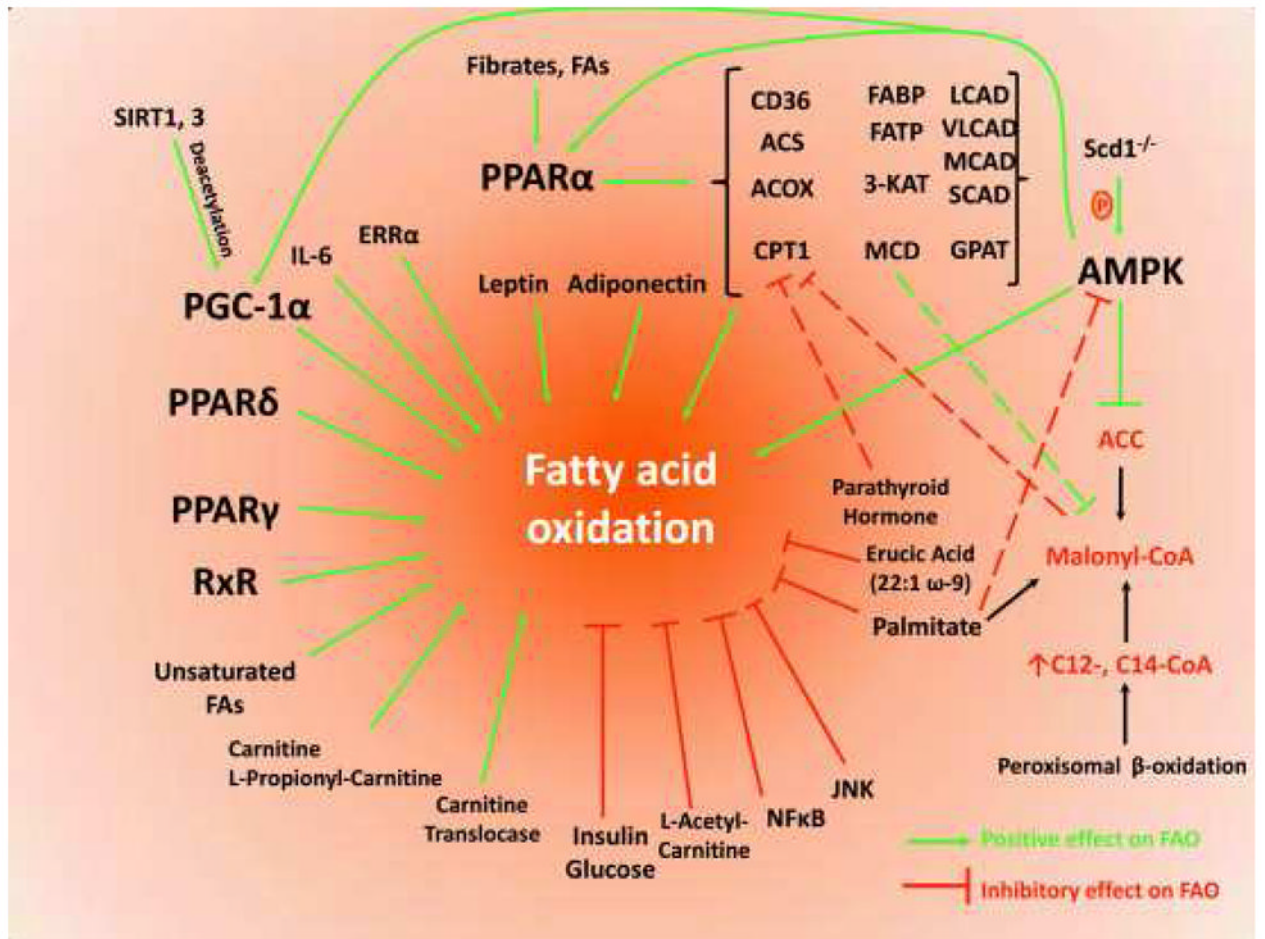 Fibrates, FAs
SIRT1, 3
Deacetylation
PPARα
CD36
ACS
ACOX
CPT1
FABP
FATP
3-KAT
MCD
LCAD
VLCAD
MCAD
SCAD
GPAT
Scd1-/-
P
AMPK
IL-6
ERRα
PGC-1α
Leptin
Adiponectin
PPARδ
Fatty acid
oxidation
ACC
Parathyroid
Hormone
PPARγ
RxR
Erucic Acid
(22:1 ω-9)
Palmitate
Malonyl-CoA
↑C12-, C14-CoA
Peroxisomal β-oxidation
Unsaturated
FAs
Carnitine
L-Propionyl-Carnitine
Carnitine
Translocase
Insulin
Glucose
L-Acetyl-
Carnitine
NFκB
JNK
Positive effect on FAO
Inhibitory effect on FAO